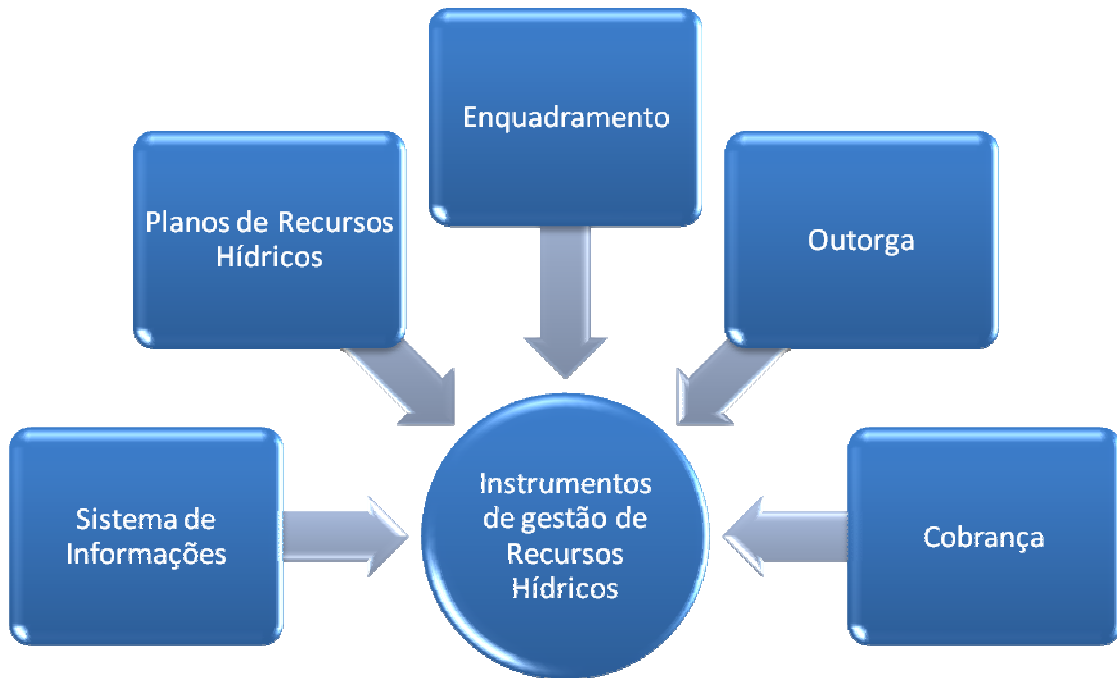 Enquadramento
Planos de Recursos
Hídricos
Outorga
Sistema de
Informações
Instrumentos
de gestão de
Recursos
Hídricos
Cobrança